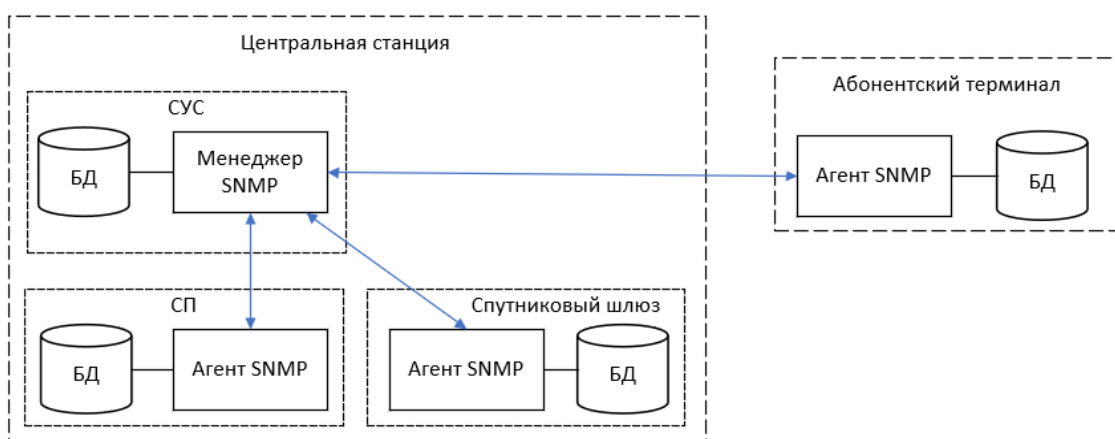 Центральная станция
Абонентский терминал
СУС
БД
Менеджер
SNMP
Агент SNMP
БД
СП
БД
Агент SNMP
Спутниковый шлюз
Агент SNMP
БД